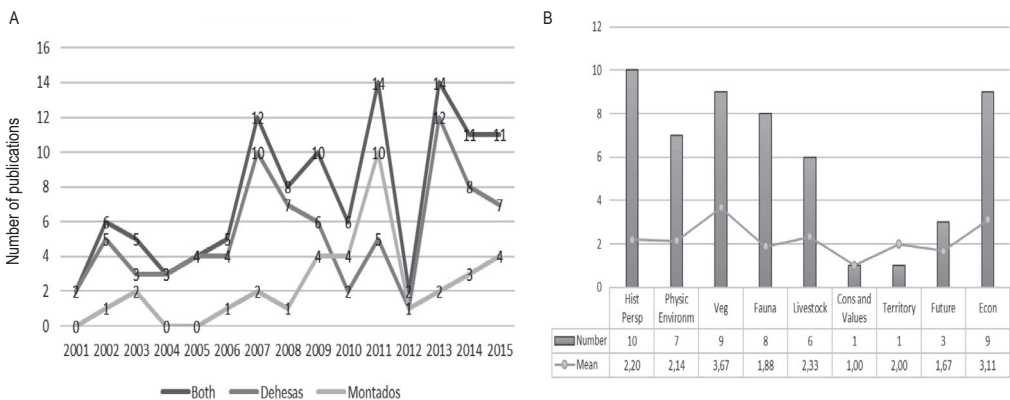 A
Number of publications
16
14 14 14
12 12 12
10 10 10 10 11 11
8 8 8
6 6 7 6 6 7
4 5 5 4 5 4 4 4 5 4
2 2 3 2 3 2 2 2 2 3
0 0 1 0 0 1 1 1
2001 2002 2003 2004 2005 2006 2007 2008 2009 2010 2011 2012 2013 2014 2015
Both Dehesas Montados
B
12
10
8
6
4
2
0
Hist Persp Physic Environm Veg Fauna Livestock Cons and Values Territory Future Econ
Number 10 7 9 8 6 1 1 3 9
Mean 2,20 2,14 3,67 1,88 2,33 1,00 2,00 1,67 3,11